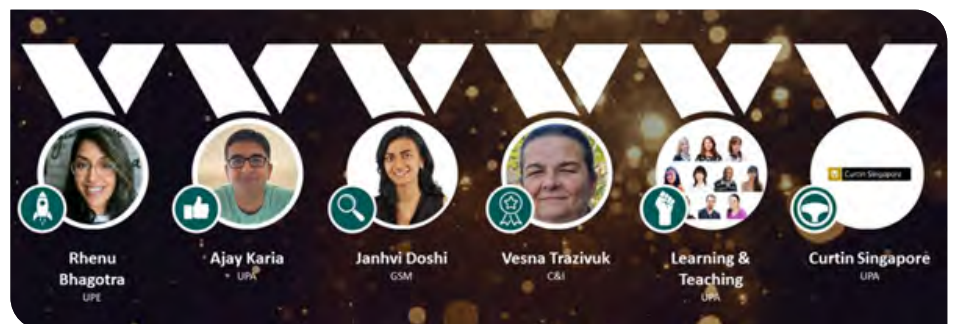 Rhenu
Bhagotra
UPE
Ajay Karia
UPA
Janhvi Doshi
GSM
Vesna Trazivuk
C&I
Learning &
Teaching
UPA
Curtin Singapore
Curtin Singapore
UPA